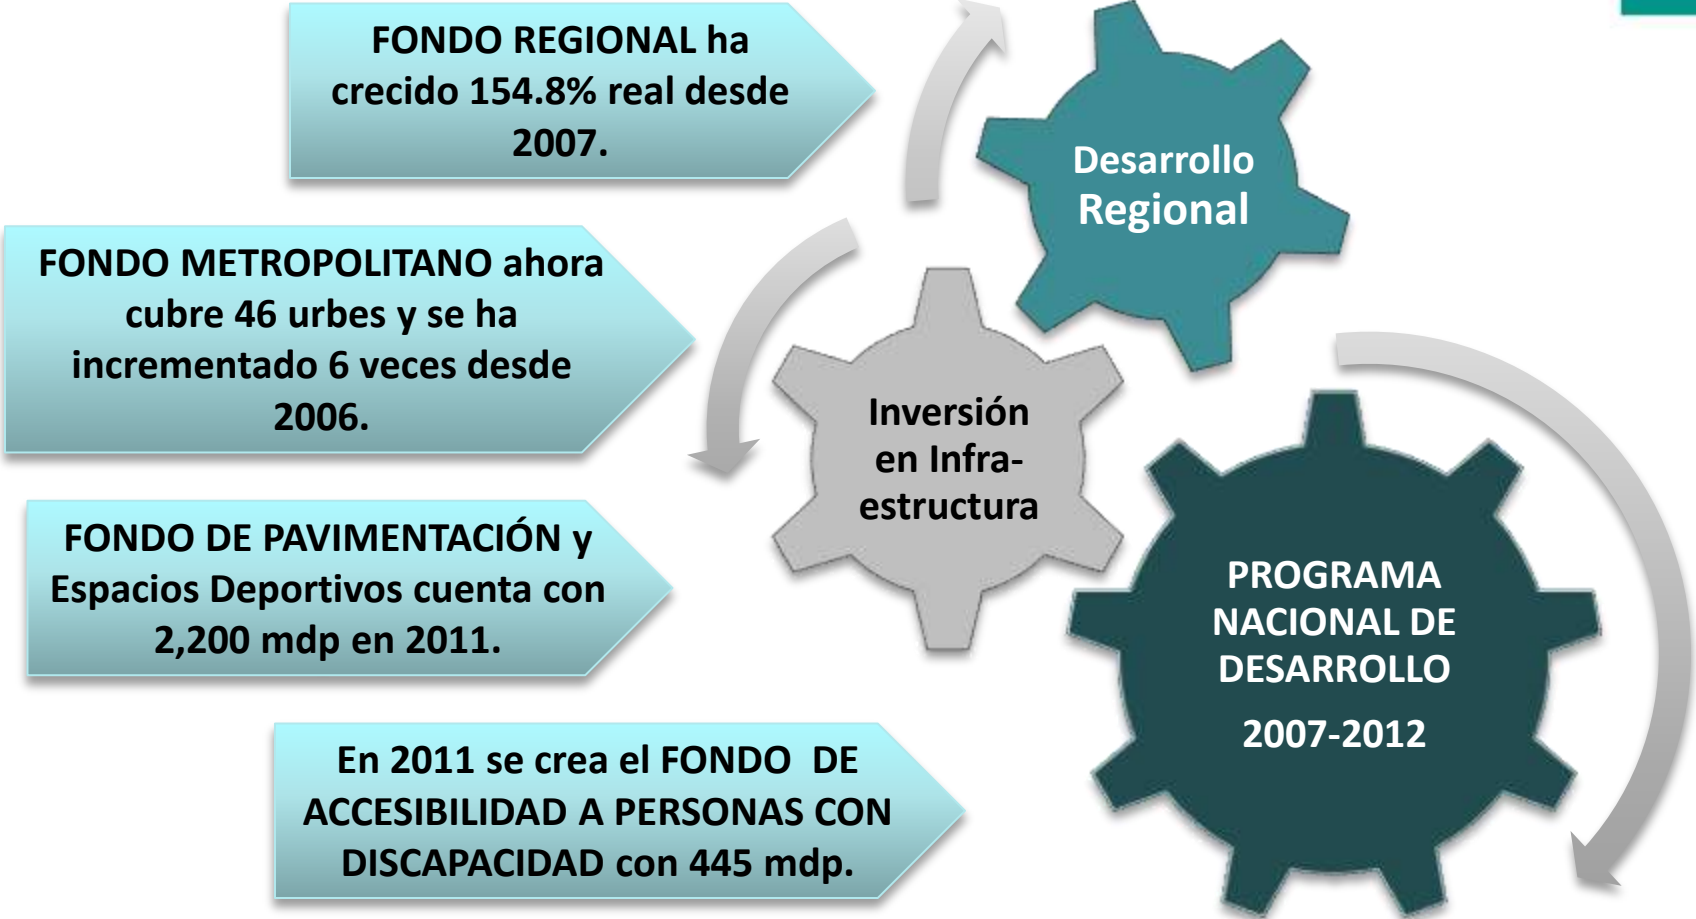 FONDO REGIONAL ha
crecido 154.8% real desde
2007.
FONDO METROPOLITANO ahora
cubre 46 urbes y se ha
incrementado 6 veces desde
2006.
FONDO DE PAVIMENTACIÓN y
Espacios Deportivos cuenta con
2,200 mdp en 2011.
En 2011 se crea el FONDO DE
ACCESIBILIDAD A PERSONAS CON
DISCAPACIDAD con 445 mdp.
Desarrollo
Regional
Inversión
en Infra-
estructura
PROGRAMA
NACIONAL DE
DESARROLLO
2007-2012